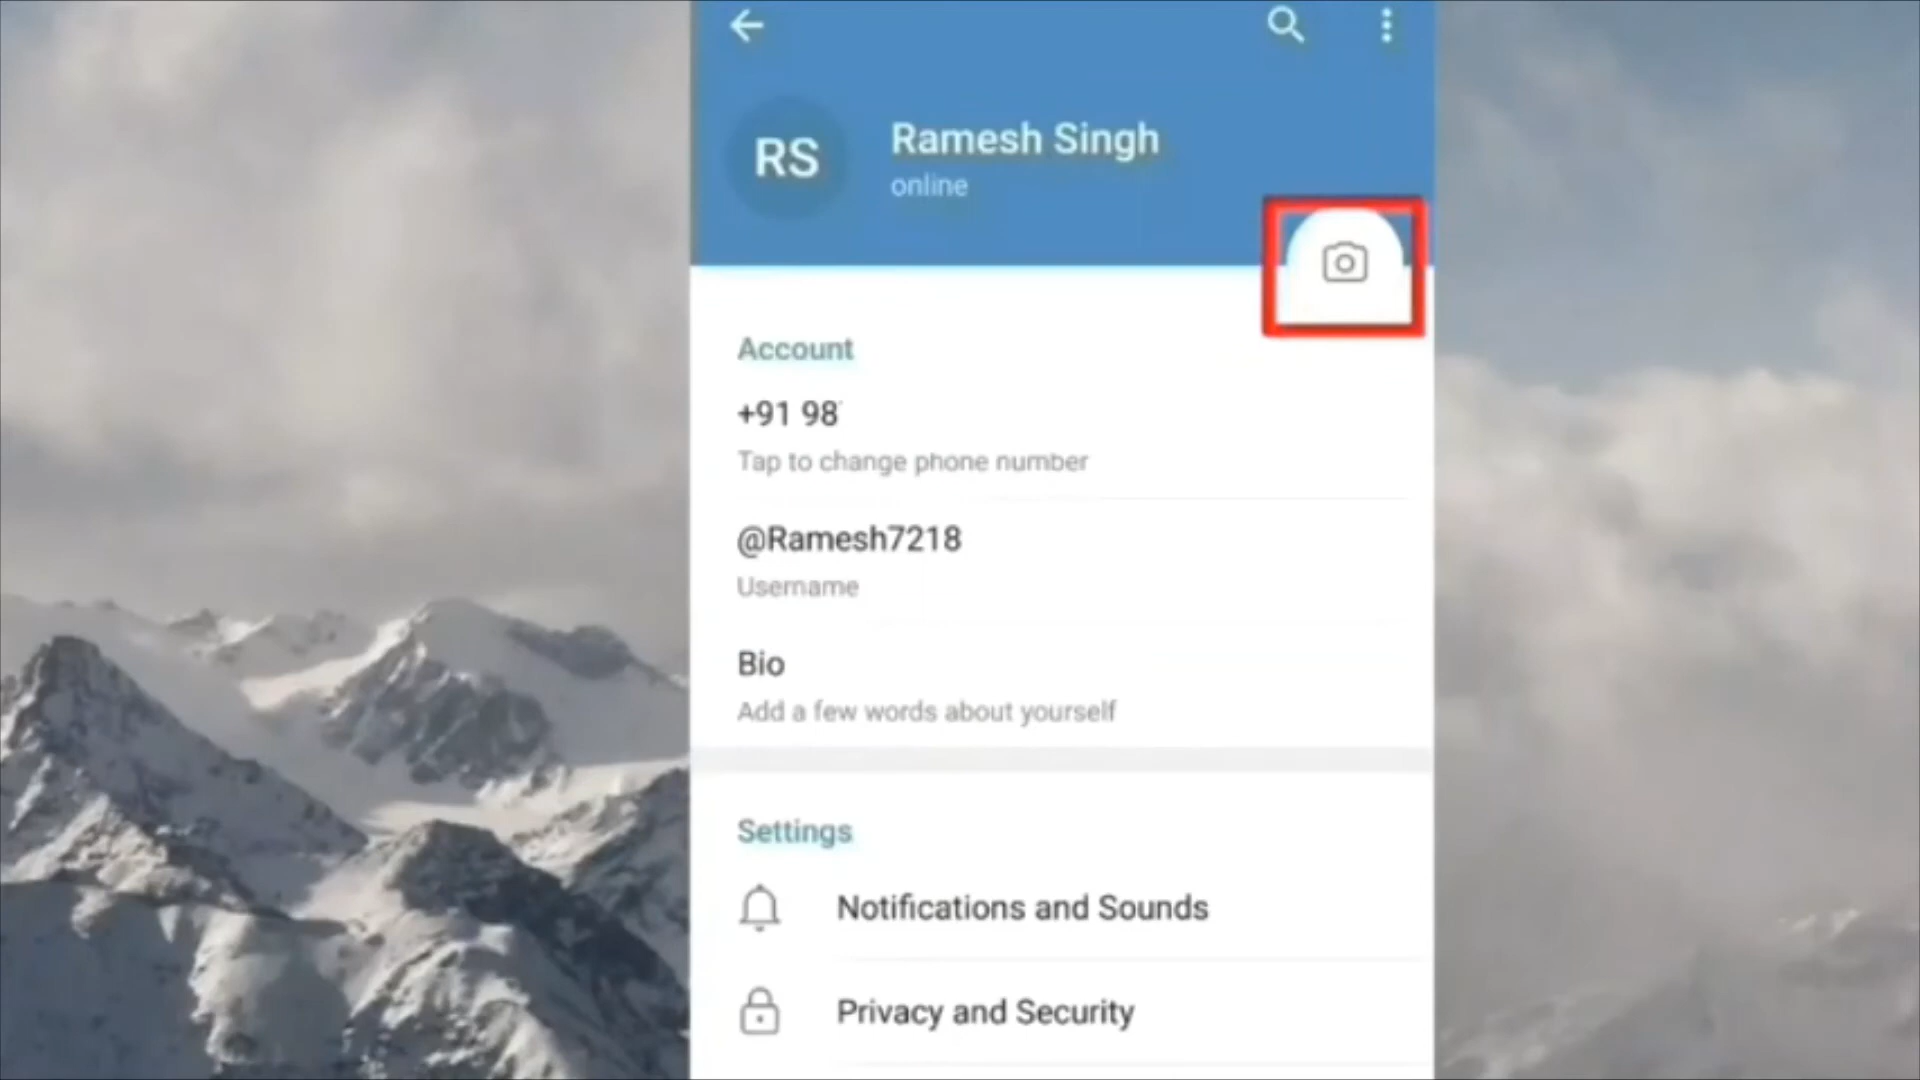 RS
Ramesh Singh
online
Account
+91 98
Tap to change phone number
@Ramesh7218
Username
Bio
Add a few words about yourself
Settings
Notifications and Sounds
Privacy and Security